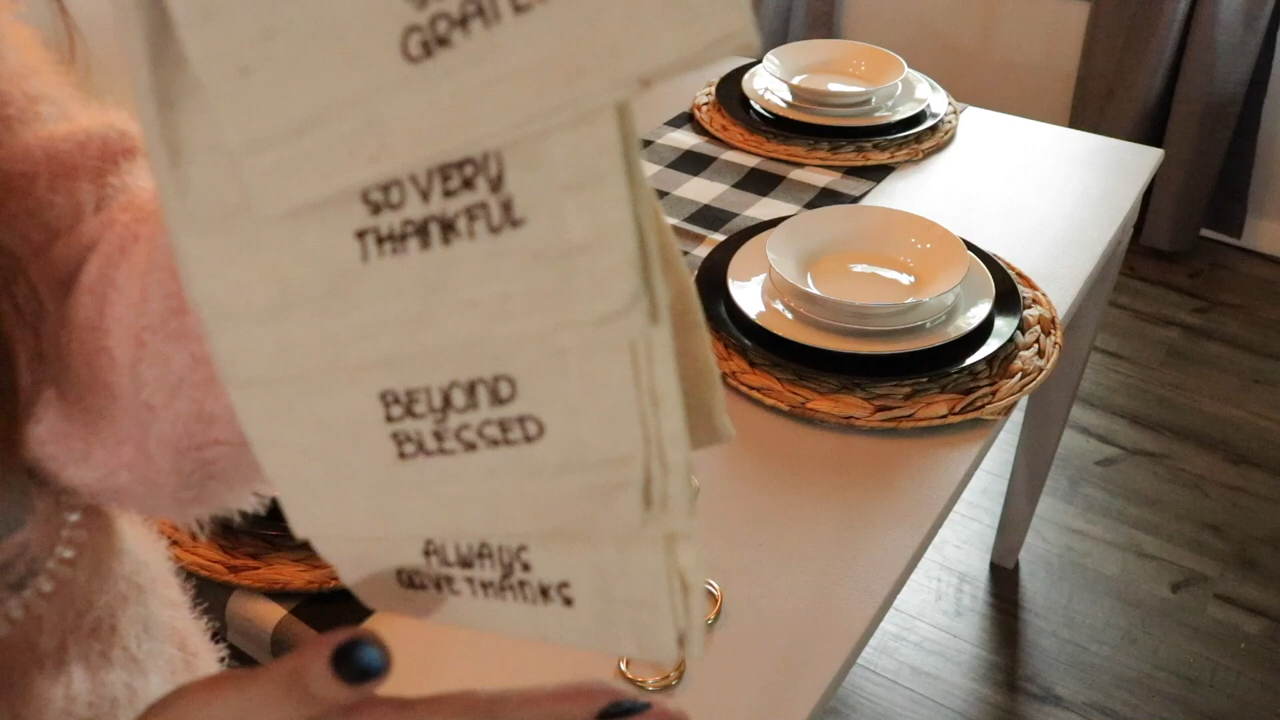 SO VERY
THANKFUL
BEYOND
BLESSED
ALWAYS
GIVE THANKS